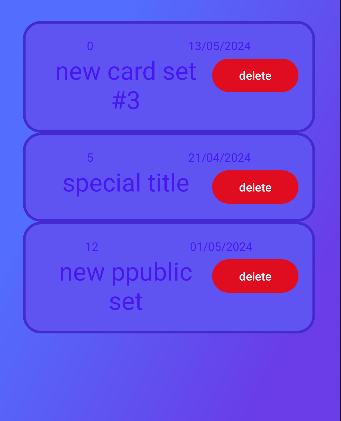 0 13/05/2024
new card set
#3
delete
5 21/04/2024
special title
delete
12 01/05/2024
new ppublic
set
delete